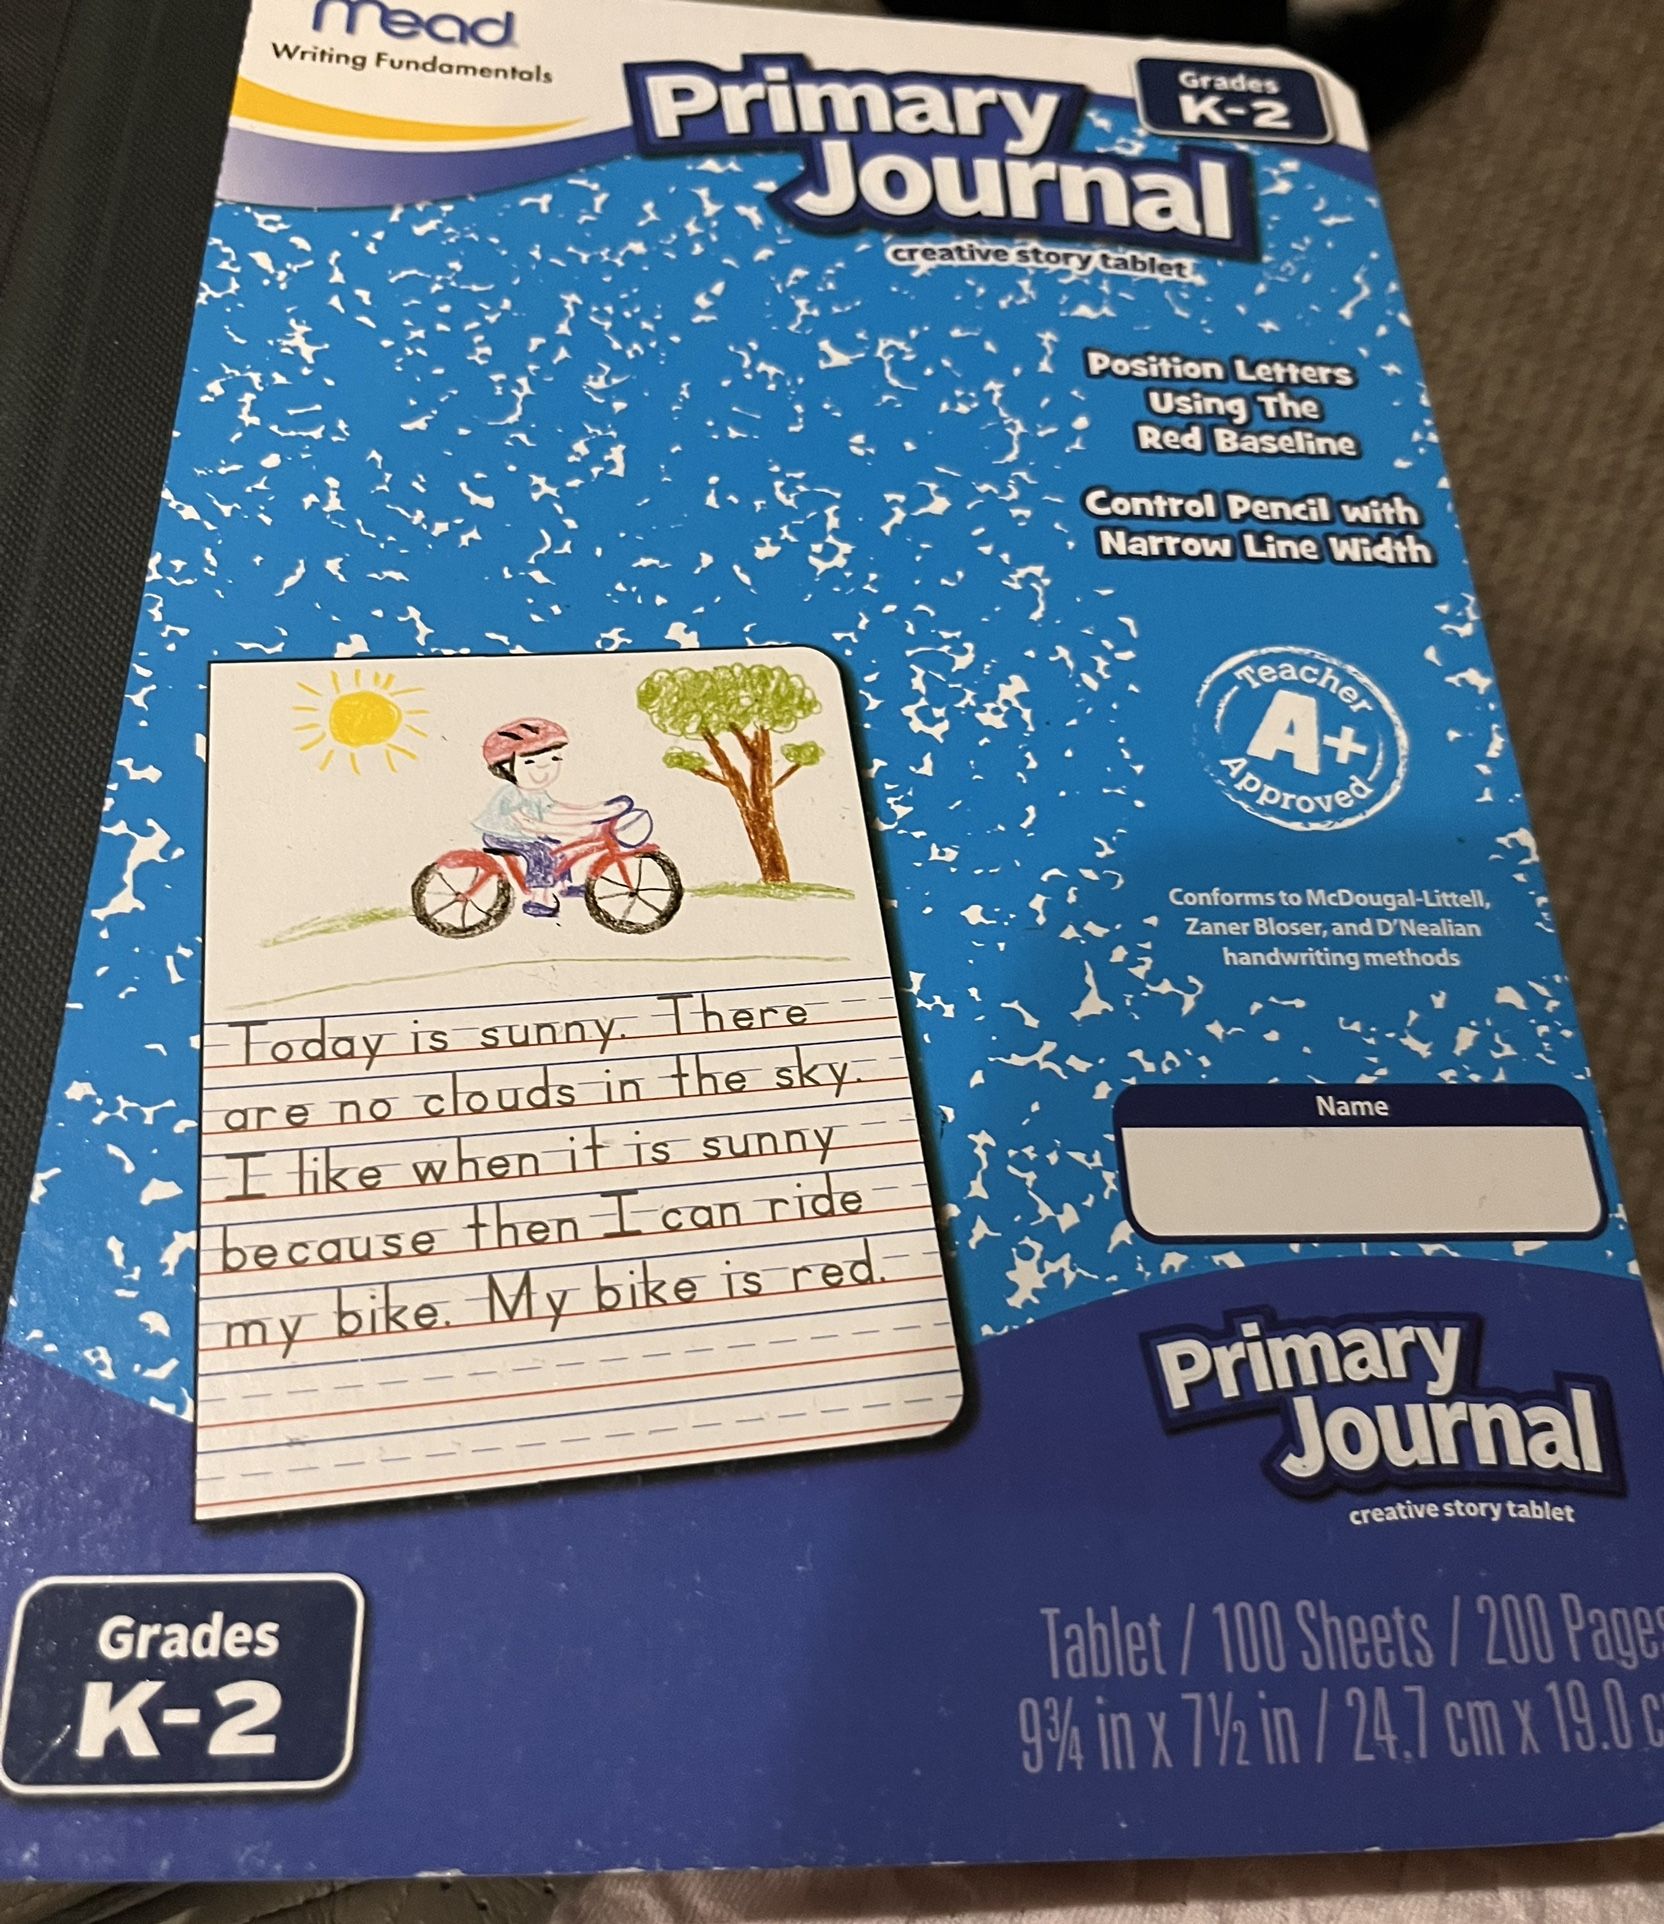 mead
Writing Fundamentals
Primary
Journal
creative story tablet
Grades
K-2
Position Letters
Using The
Red Baseline
Control Pencil with
Narrow Line Width
Teacher
A+
Approved
Conforms to McDougal-Littell,
Zaner Bloser, and D'Nealian
handwriting methods
Today is sunny. There
are no clouds in the sky.
I like when it is sunny
because then I can ride
my bike. My bike is red.
Name
Primary
Journal
creative story tablet
Grades
K-2
Tablet / 100 Sheets / 200 Pages
9¾ in x 7½ in / 24.7 cm x 19.0 c